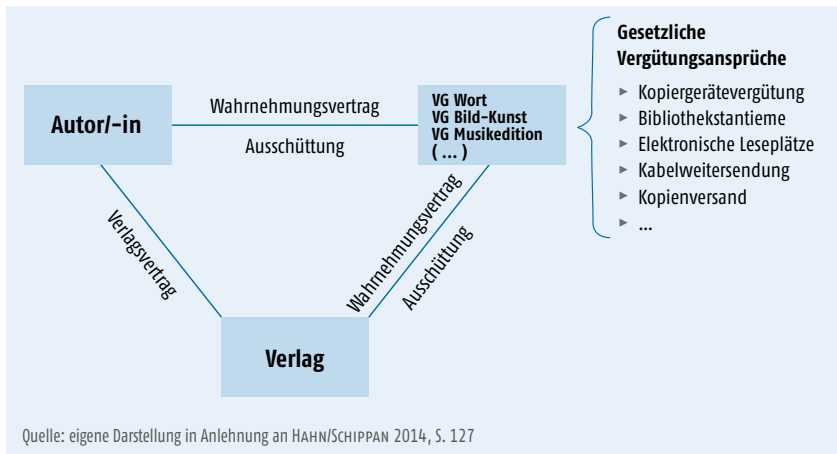 Autor/-in
Wahrnehmungsvertrag
Ausschüttung
VG Wort
VG Bild-Kunst
VG Musikedition
( ... )
Gesetzliche
Vergütungsansprüche
► Kopiergerätevergütung
► Bibliothekstantieme
► Elektronische Leseplätze
► Kabelweitersendung
► Kopienversand
► ...
Verlagsvertrag
Wahrnehmungsvertrag
Ausschüttung
Verlag
Quelle: eigene Darstellung in Anlehnung an HAHN/SCHIPPAN 2014, S. 127